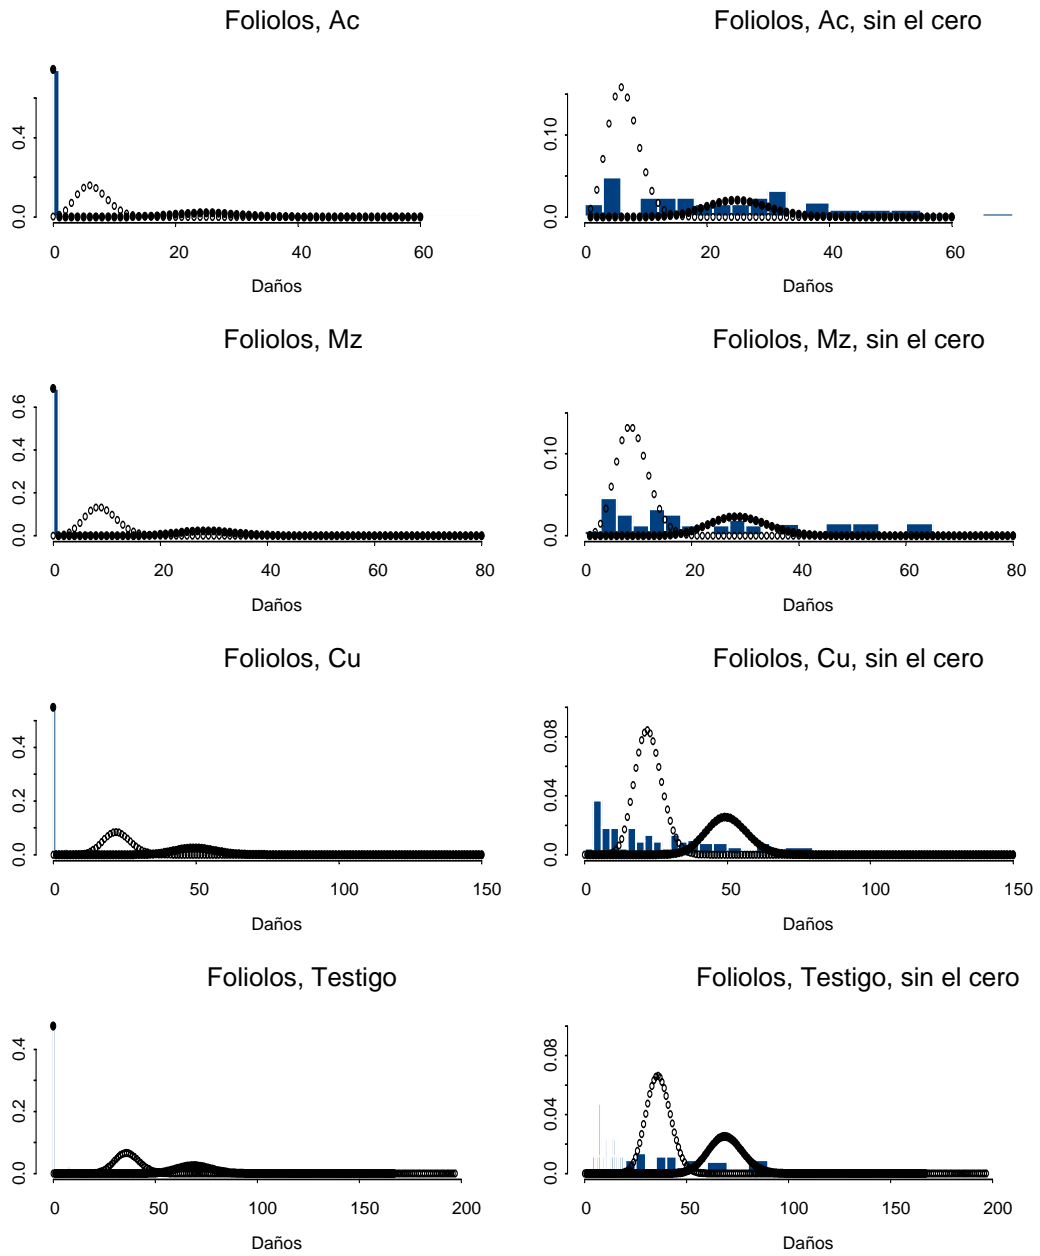 Foliolos, Ac
0.0
0.4
0 20 40 60
Daños
Foliolos, Ac, sin el cero
0.0
0.10
0 20 40 60
Daños
Foliolos, Mz
0.0
0.2
0.4
0.6
0 20 40 60 80
Daños
Foliolos, Mz, sin el cero
0.0
0.10
0 20 40 60 80
Daños
Foliolos, Cu
0.0
0.2
0.4
0 50 100 150
Daños
Foliolos, Cu, sin el cero
0.0
0.04
0.08
0 50 100 150
Daños
Foliolos, Testigo
0.0
0.2
0.4
0 50 100 150 200
Daños
Foliolos, Testigo, sin el cero
0.0
0.04
0.08
0 50 100 150 200
Daños